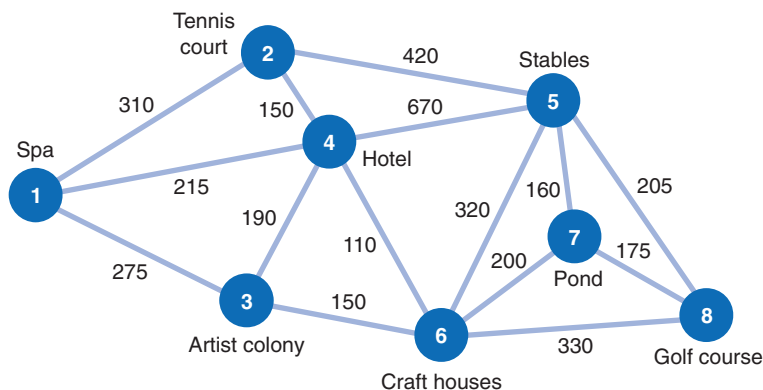 Tennis
court
2
420
Stables
5
310
150
670
4
Hotel
Spa
1
215
205
160
320
190
110
7
Pond
175
200
275
3
150
Artist colony
6
8
330
Golf course
Craft houses